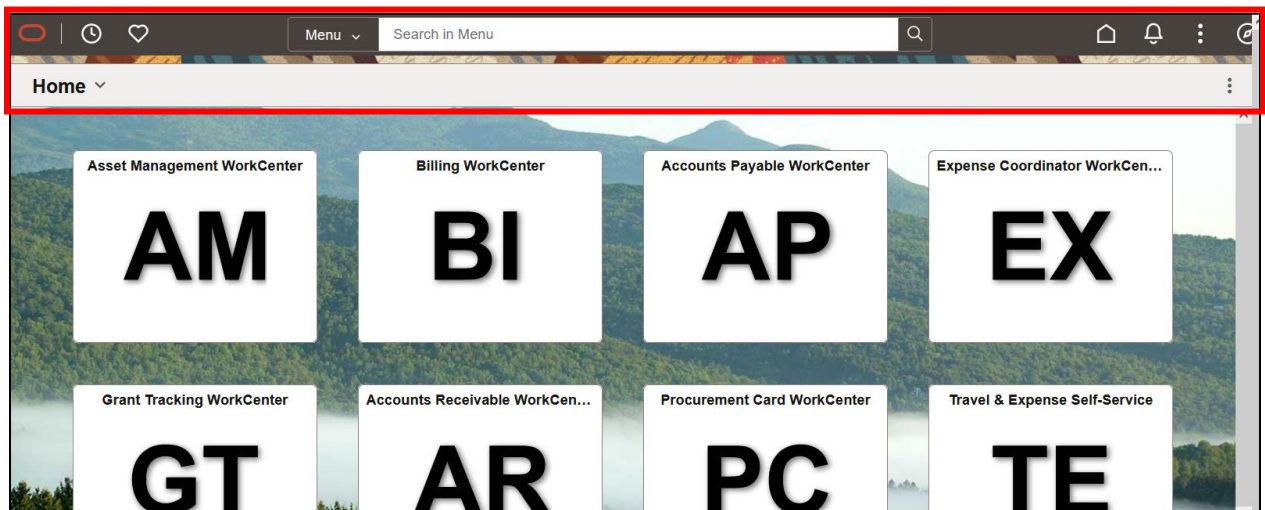 Menu Search in Menu
Home
Asset Management WorkCenter Billing WorkCenter Accounts Payable WorkCenter Expense Coordinator WorkCen...
AM BI AP EX
Grant Tracking WorkCenter Accounts Receivable WorkCen... Procurement Card WorkCenter Travel & Expense Self-Service
GT AR PC TE